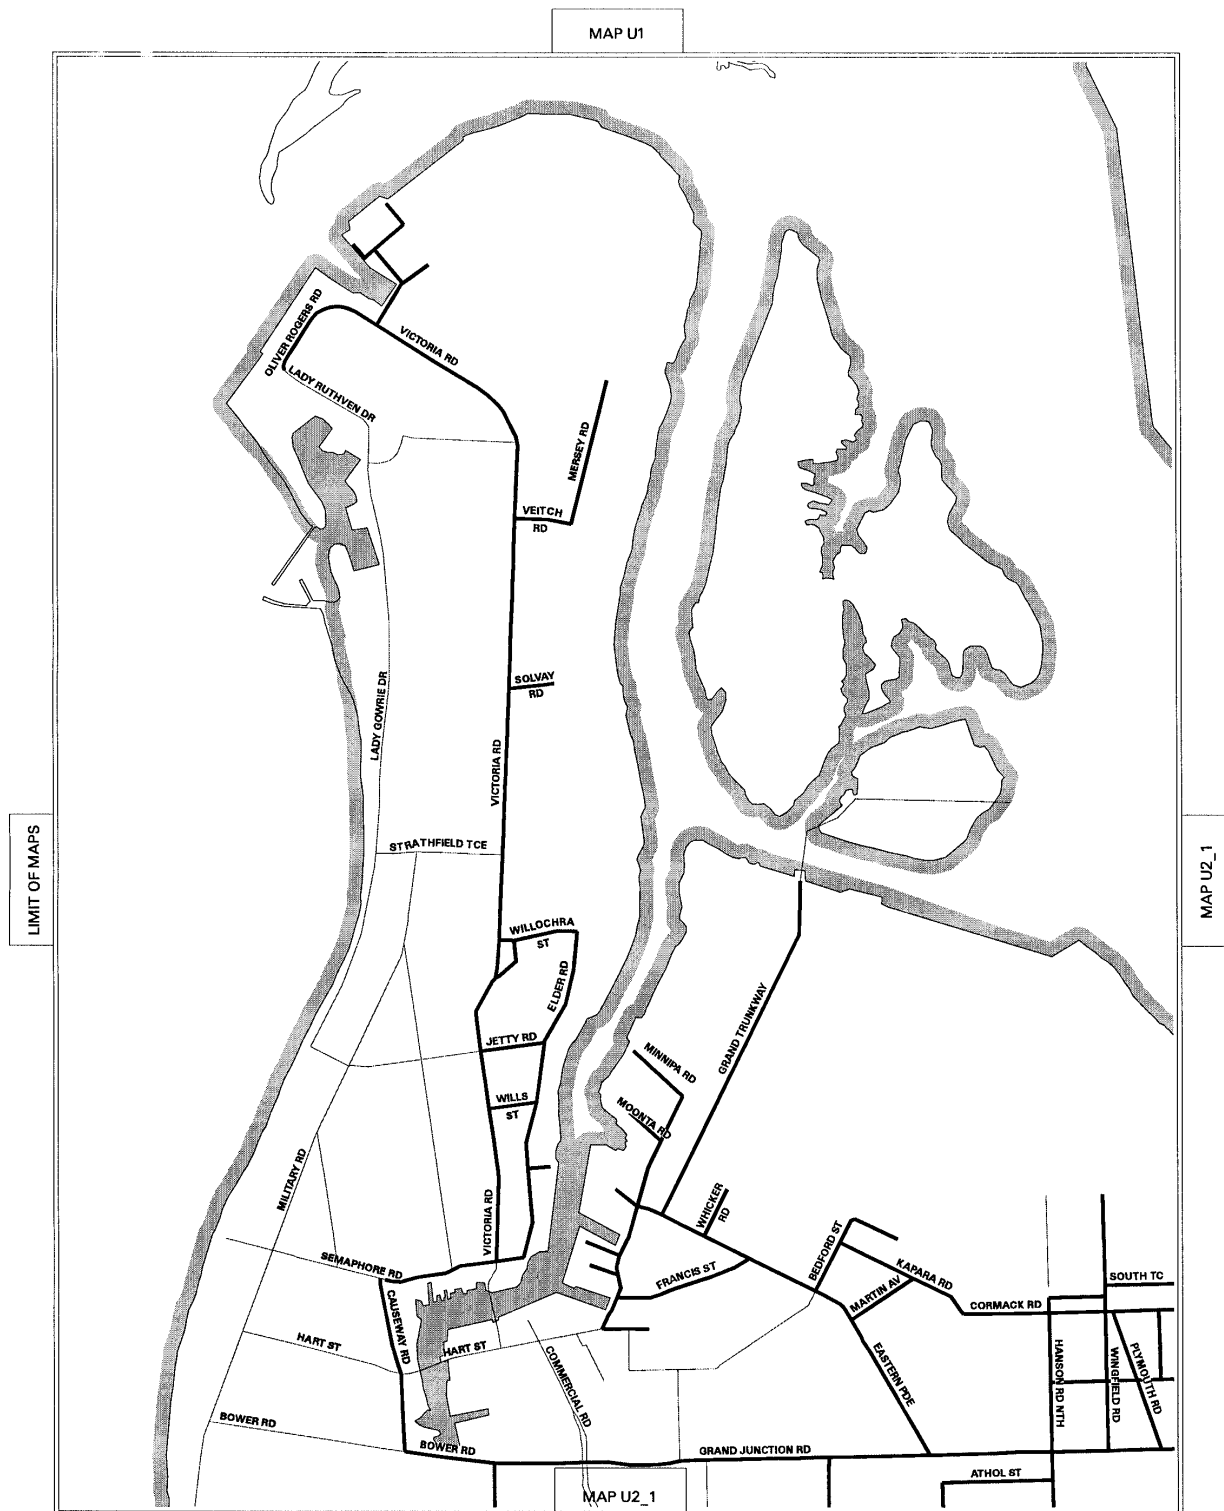 MAP U1
OLIVER ROGERS RD
VICTORIA RD
LADY RUTHVEN DR
MERSEY RD
VEITCH
RD
SOLVAY
RD
LADY GOWRIE DR
VICTORIA RD
STRATHFIELD TCE
LIMIT OF MAPS
MAP U2_1
WILLOCHRA
ST
ELDER RD
GRAND TRUNKWAY
JETTY RD
MINNIPA RD
WILLS
ST
MOONTA RD
MILITARY RD
VICTORIA RD
WHICKER
RD
BEDFORD ST
SEMAPHORE RD
FRANCIS ST
KAPARA RD
MARTIN AV
SOUTH TC
CORMACK RD
CAUSEWAY RD
HART ST
HART ST
COMMERCIAL RD
EASTERN PDE
HANSON RD NTH
WINGFIELD RD
PLYMOUTH RD
BOWER RD
BOWER RD
GRAND JUNCTION RD
ATHOL ST
MAP U2_1